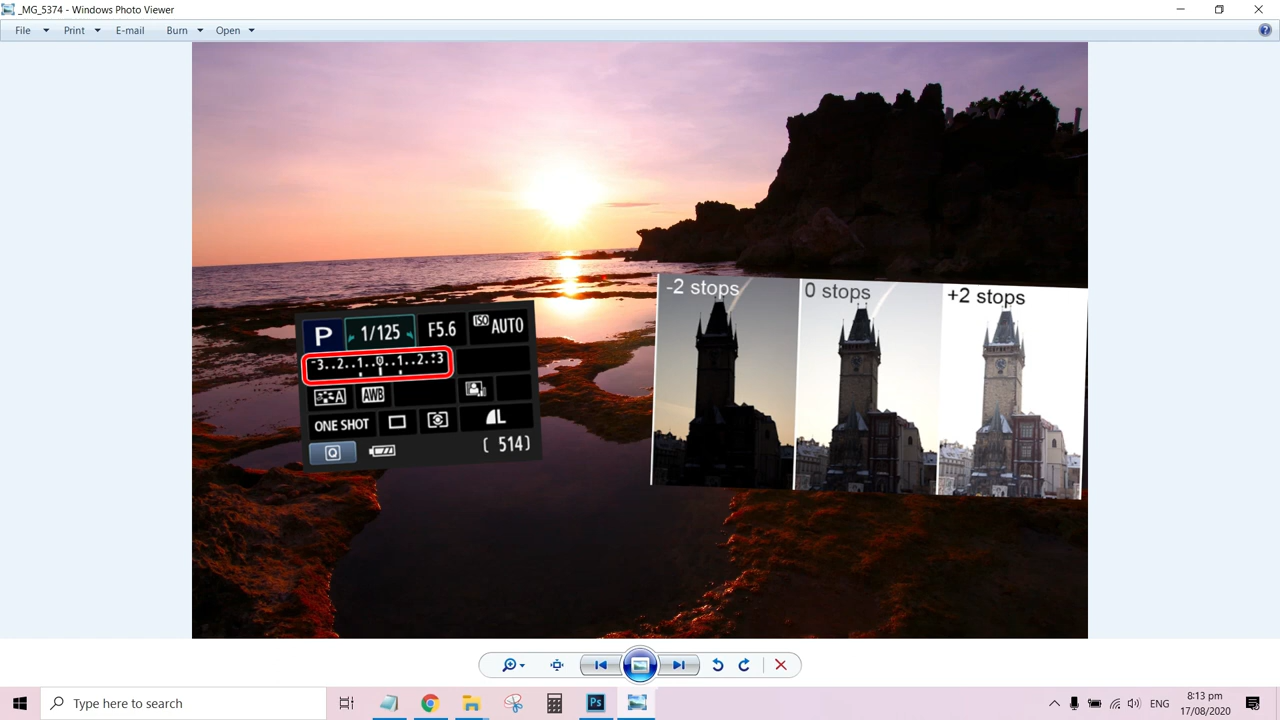 _MG_5374 - Windows Photo Viewer
File Print E-mail Burn Open
-2 stops 0 stops +2 stops
P 1/125 F5.6 ISO AUTO
-3..2..1..0..1..2.:3
A AWB
ONE SHOT L
Q (514)
Type here to search
Ps
ENG
8:13 pm
17/08/2020